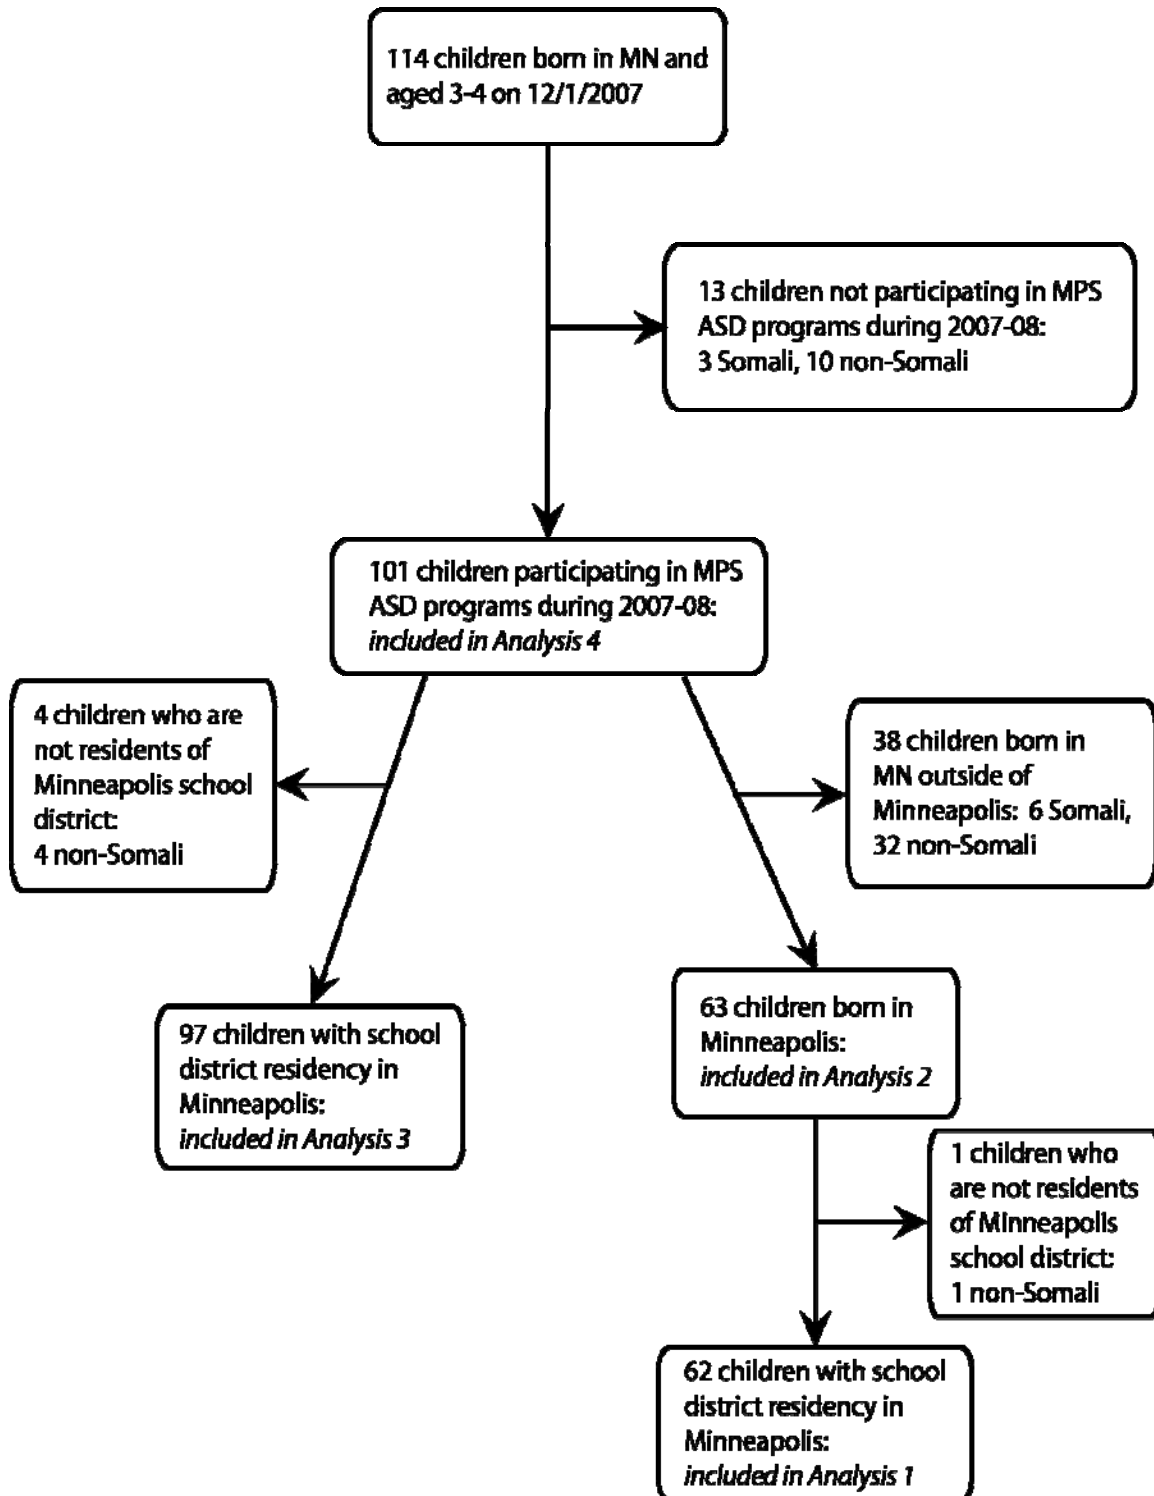 114 children born in MN and
aged 3-4 on 12/1/2007
13 children not participating in MPS
ASD programs during 2007-08:
3 Somali, 10 non-Somali
101 children participating in MPS
ASD programs during 2007-08:
included in Analysis 4
4 children who are
not residents of
Minneapolis school
district:
4 non-Somali
38 children born in
MN outside of
Minneapolis: 6 Somali,
32 non-Somali
97 children with school
district residency in
Minneapolis:
included in Analysis 3
63 children born in
Minneapolis:
included in Analysis 2
1 children who
are not residents
of Minneapolis
school district:
1 non-Somali
62 children with school
district residency in
Minneapolis:
included in Analysis 1